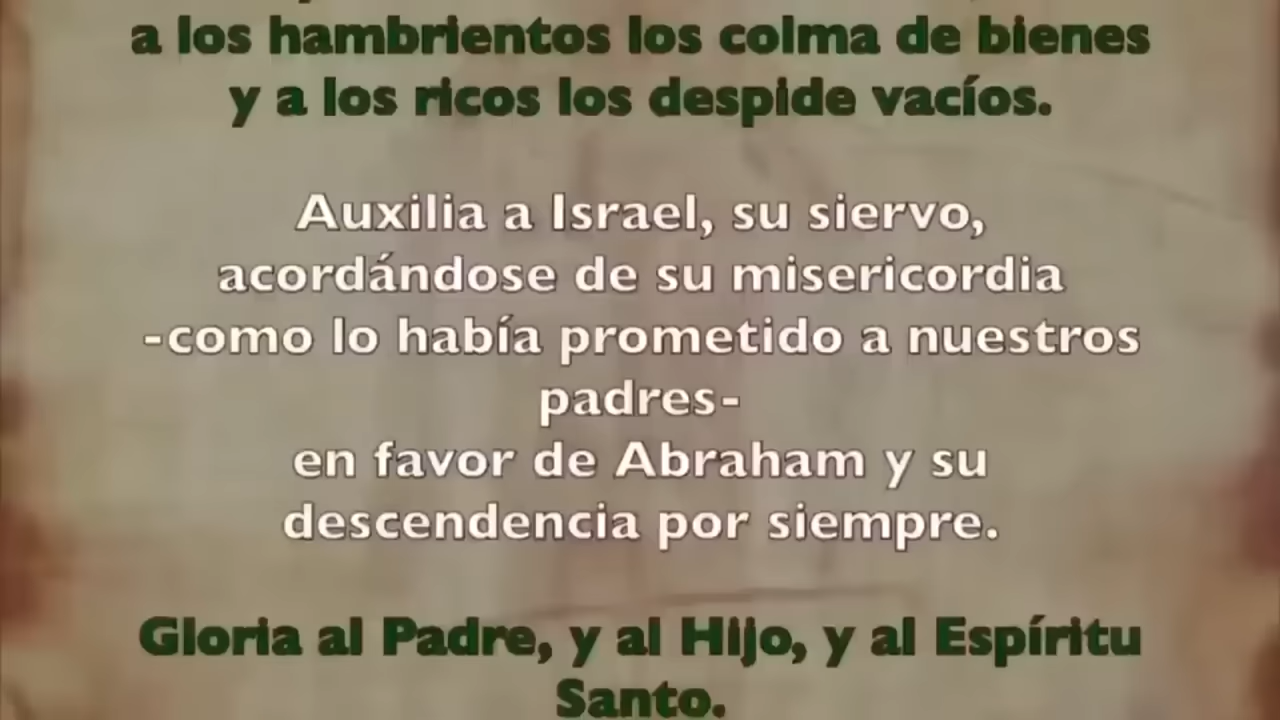 a los hambrientos los colma de bienes
y a los ricos los despide vacíos.
Auxilia a Israel, su siervo,
acordándose de su misericordia
-como lo había prometido a nuestros
padres-
en favor de Abraham y su
descendencia por siempre.
Gloria al Padre, y al Hijo, y al Espíritu
Santo.